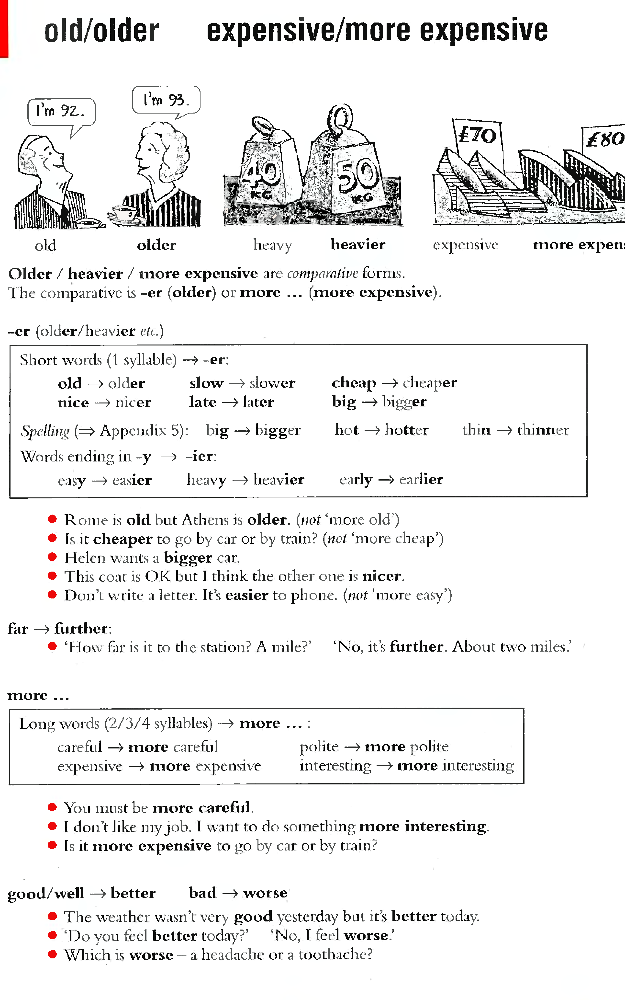 old/older expensive/more expensive
I'm 92.
I'm 93.
40
KG
50
KG
£70
£80
old older heavy heavier expensive more expens
Older / heavier / more expensive are comparative forms.
The comparative is –er (older) or more … (more expensive).
–er (older/heavier etc.)
Short words (1 syllable) → –er:
old → older slow → slower cheap → cheaper
nice → nicer late → later big → bigger
Spelling (⇒ Appendix 5): big → bigger hot → hotter thin → thinner
Words ending in –y → –ier:
easy → easier heavy → heavier early → earlier
• Rome is old but Athens is older. (not ‘more old’)
• Is it cheaper to go by car or by train? (not ‘more cheap’)
• Helen wants a bigger car.
• This coat is OK but I think the other one is nicer.
• Don’t write a letter. It’s easier to phone. (not ‘more easy’)
far → further:
• ‘How far is it to the station? A mile?’ ‘No, it’s further. About two miles.’
more …
Long words (2/3/4 syllables) → more … :
careful → more careful polite → more polite
expensive → more expensive interesting → more interesting
• You must be more careful.
• I don’t like my job. I want to do something more interesting.
• Is it more expensive to go by car or by train?
good/well → better bad → worse
• The weather wasn’t very good yesterday but it’s better today.
• ‘Do you feel better today?’ ‘No, I feel worse.’
• Which is worse – a headache or a toothache?